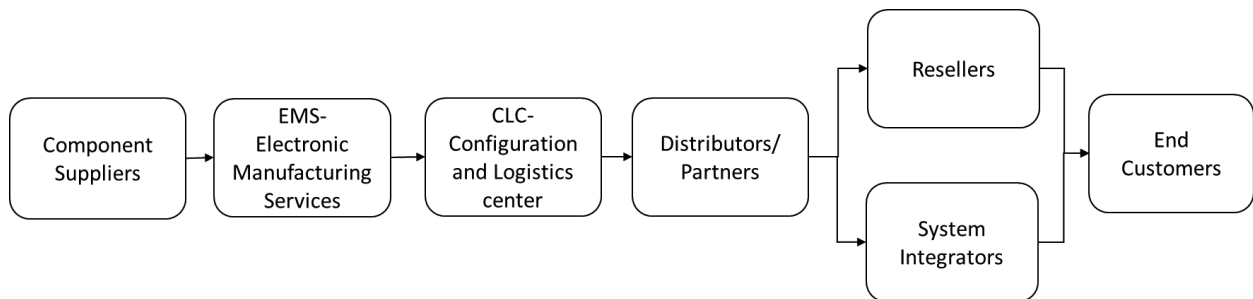 Component
Suppliers
EMS-
Electronic
Manufacturing
Services
CLC-
Configuration
and Logistics
center
Distributors/
Partners
Resellers
System
Integrators
End
Customers